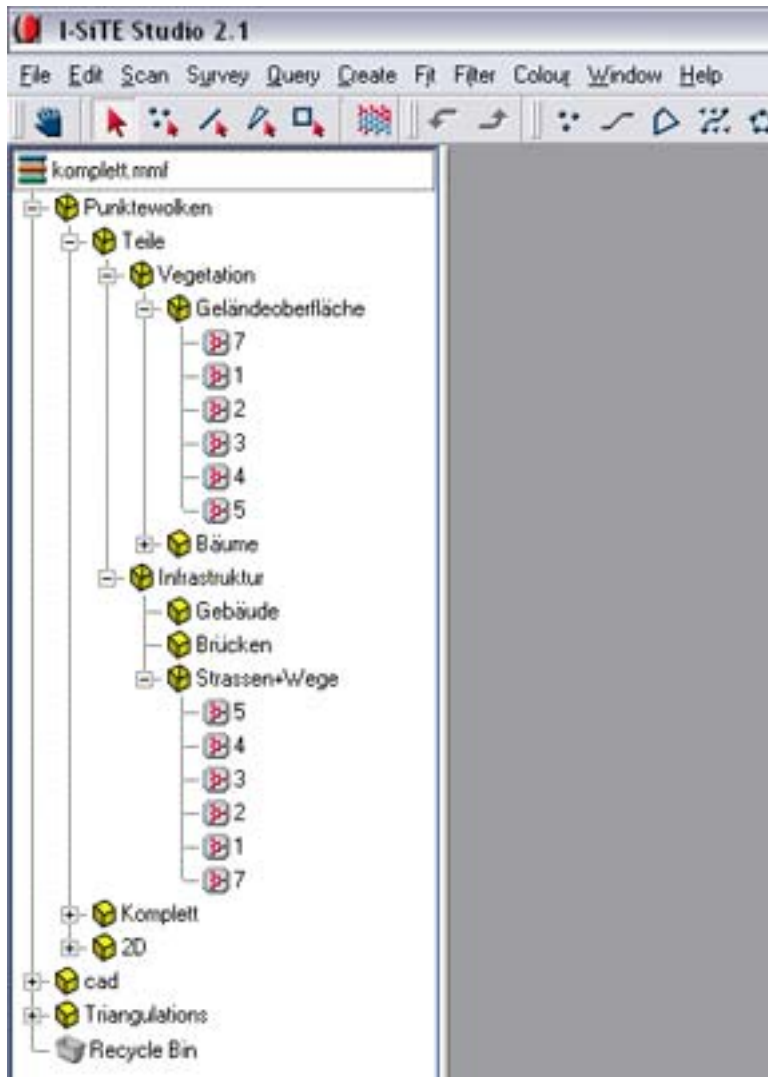 I-SiTE Studio 2.1
File Edit Scan Survey Query Create Fit Filter Colour Window Help
komplett.mmf
Punktewolken
Teile
Vegetation
Geländeoberfläche
7
1
2
3
4
5
Bäume
Infrastruktur
Gebäude
Brücken
Strassen+Wege
5
4
3
2
1
7
Komplett
2D
cad
Triangulations
Recycle Bin